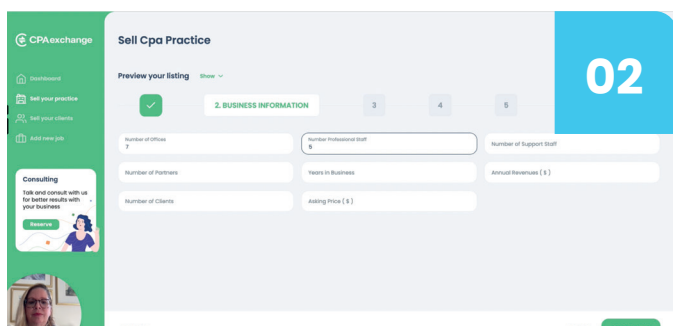 CPAexchange
Dashboard
Sell your practice
Sell your clients
Add new job
Consulting
Talk and consult with us
for better results with
your business
Reserve
Sell Cpa Practice
02
Preview your listing Show
2. BUSINESS INFORMATION 3 4 5
Number of Offices
7
Number Professional Staff
5
Number of Support Staff
Number of Partners
Years in Business
Annual Revenues ( $ )
Number of Clients
Asking Price ( $ )